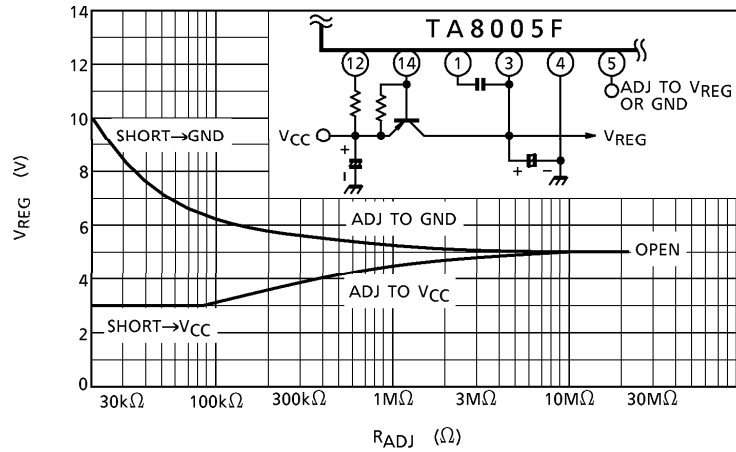 TA8005F
12 14 1 3 4 5
ADJ TO VREG
OR GND
VCC
VREG
+
-
+ -
VREG (V)
14
12
10
8
6
4
2
0
SHORT→GND
ADJ TO GND
OPEN
ADJ TO VCC
SHORT→VCC
30kΩ 100kΩ 300kΩ 1MΩ 3MΩ 10MΩ 30MΩ
RADJ (Ω)